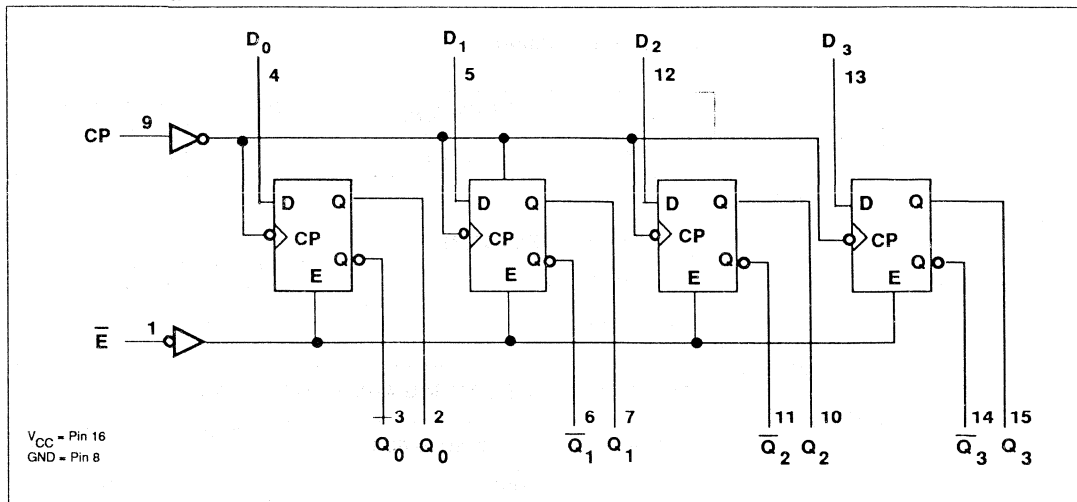 D0 D1 D2 D3
4 5 12 13
CP 9
D Q D Q D Q D Q
CP CP CP CP
Q Q Q Q
E E E E
E̅ 1
3 2 6 7 11 10 14 15
Q0 Q0 Q̅1 Q1 Q̅2 Q2 Q̅3 Q3
VCC = Pin 16
GND = Pin 8